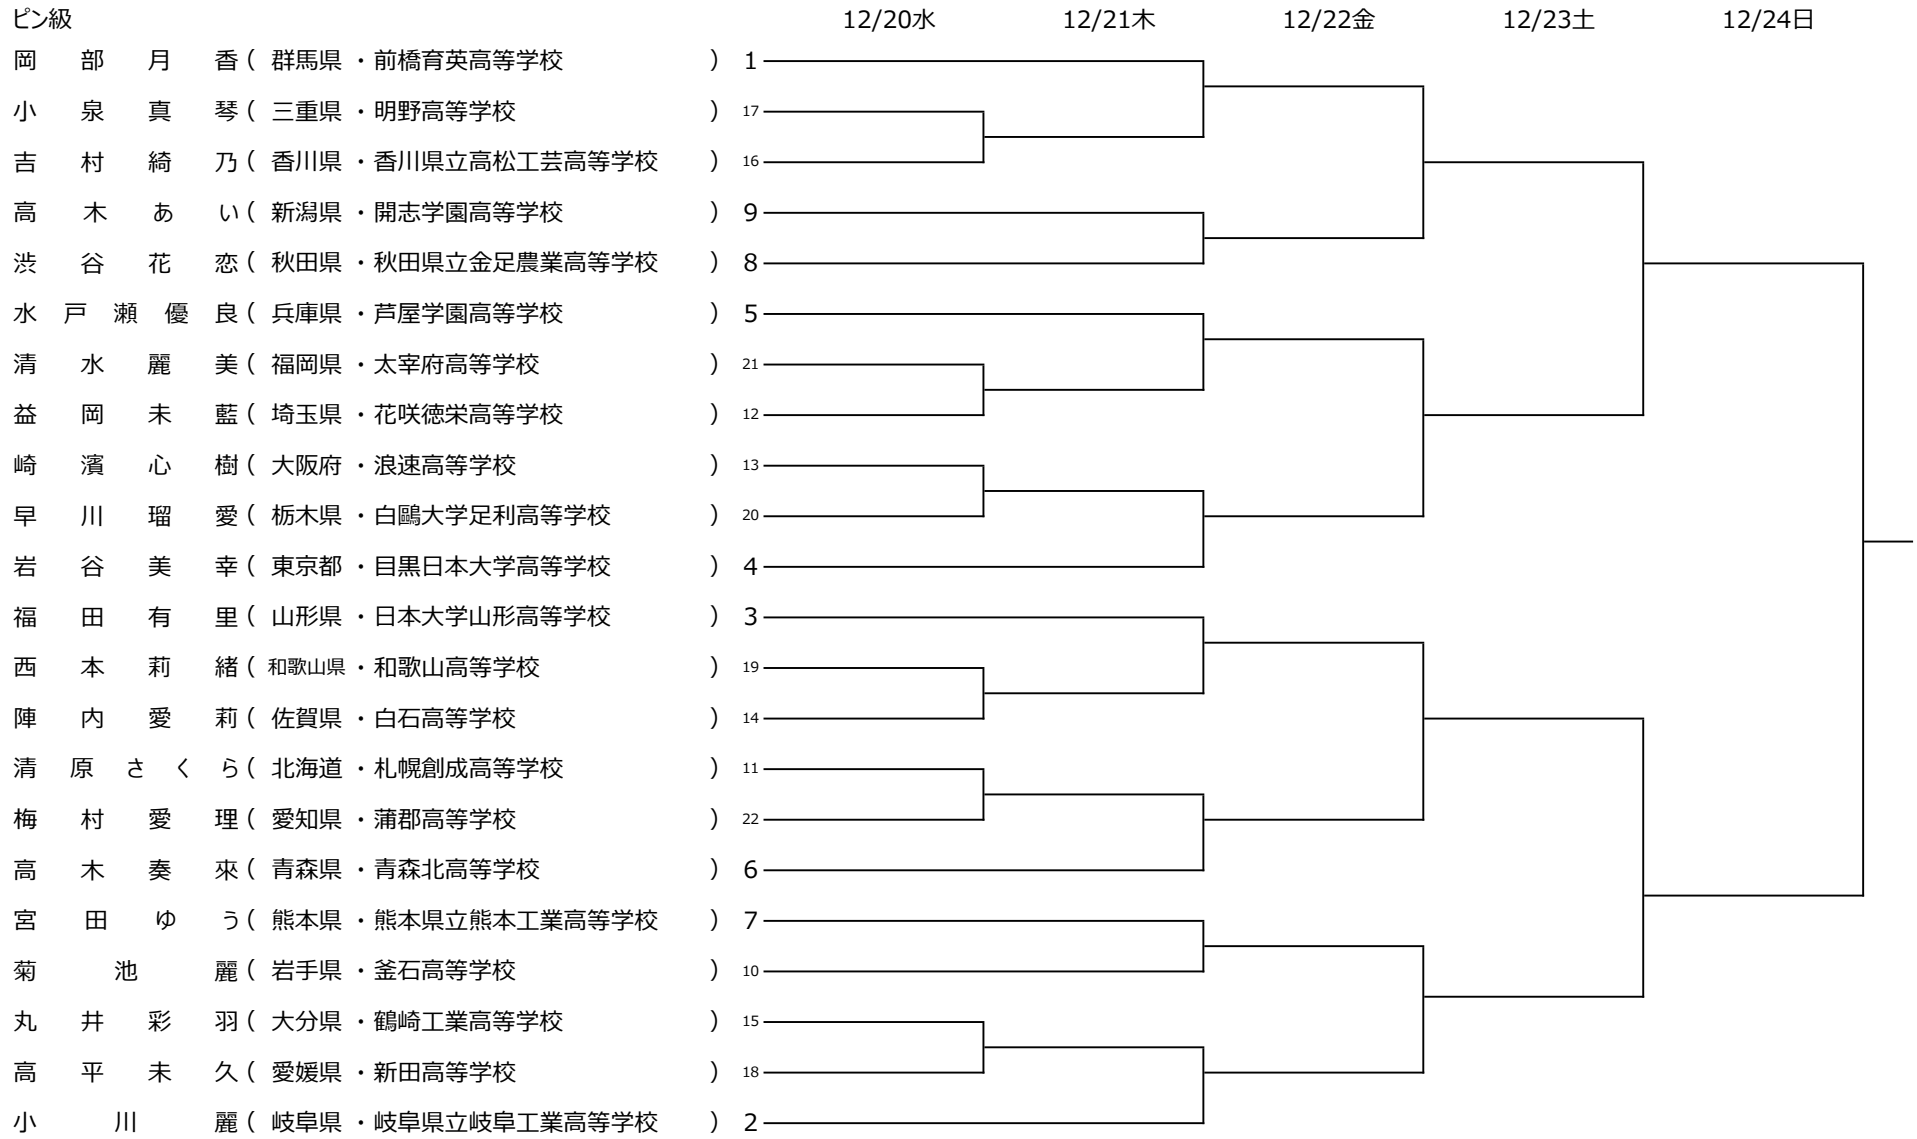 ピン級 12/20水 12/21木 12/22金 12/23土 12/24日
岡部月香（群馬県・前橋育英高等学校） 1
小泉真琴（三重県・明野高等学校） 17
吉村綺乃（香川県・香川県立高松工芸高等学校） 16
高木あい（新潟県・開志学園高等学校） 9
渋谷花恋（秋田県・秋田県立金足農業高等学校） 8
水戸瀬優良（兵庫県・芦屋学園高等学校） 5
清水麗美（福岡県・太宰府高等学校） 21
益岡未藍（埼玉県・花咲徳栄高等学校） 12
崎濱心樹（大阪府・浪速高等学校） 13
早川瑠愛（栃木県・白鷗大学足利高等学校） 20
岩谷美幸（東京都・目黒日本大学高等学校） 4
福田有里（山形県・日本大学山形高等学校） 3
西本莉緒（和歌山県・和歌山高等学校） 19
陣内愛莉（佐賀県・白石高等学校） 14
清原さくら（北海道・札幌創成高等学校） 11
梅村愛理（愛知県・蒲郡高等学校） 22
高木奏來（青森県・青森北高等学校） 6
宮田ゆう（熊本県・熊本県立熊本工業高等学校） 7
菊池麗（岩手県・釜石高等学校） 10
丸井彩羽（大分県・鶴崎工業高等学校） 15
高平未久（愛媛県・新田高等学校） 18
小川麗（岐阜県・岐阜県立岐阜工業高等学校） 2